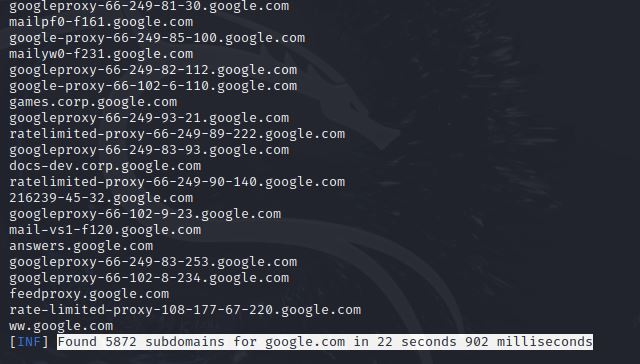 googleproxy-66-249-81-30.google.com
mailpf0-f161.google.com
google-proxy-66-249-85-100.google.com
mailyw0-f231.google.com
googleproxy-66-249-82-112.google.com
google-proxy-66-102-6-110.google.com
games.corp.google.com
googleproxy-66-249-93-21.google.com
ratelimited-proxy-66-249-89-222.google.com
googleproxy-66-249-83-93.google.com
docs-dev.corp.google.com
ratelimited-proxy-66-249-90-140.google.com
216239-45-32.google.com
googleproxy-66-102-9-23.google.com
mail-vs1-f120.google.com
answers.google.com
googleproxy-66-249-83-253.google.com
googleproxy-66-102-8-234.google.com
feedproxy.google.com
rate-limited-proxy-108-177-67-220.google.com
ww.google.com
[INF] Found 5872 subdomains for google.com in 22 seconds 902 milliseconds